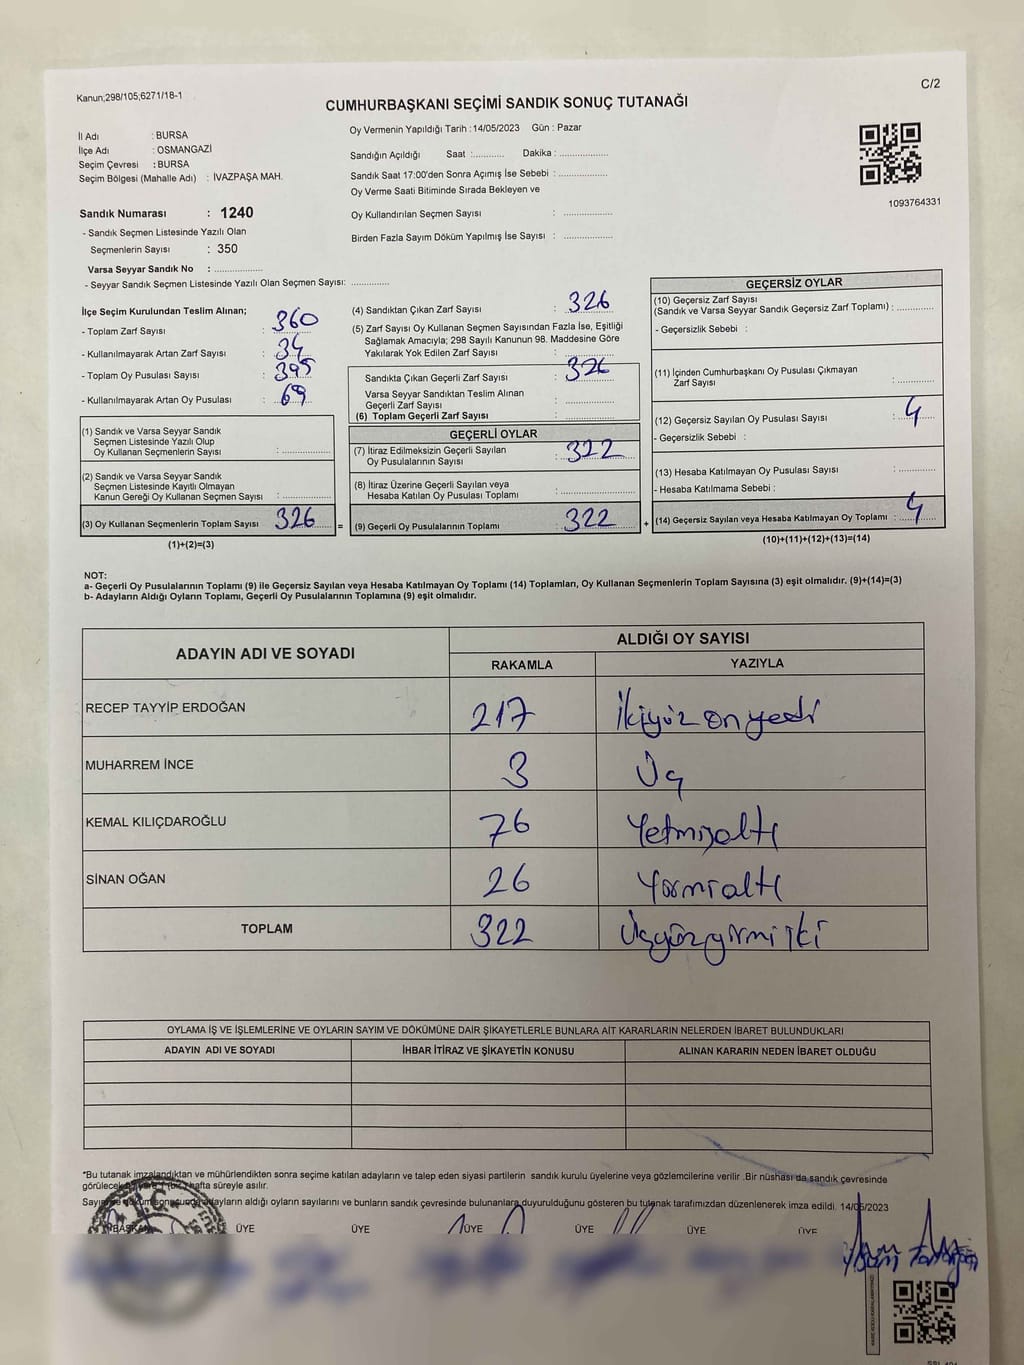 Kanun;298/105;6271/18-1
C/2
CUMHURBAŞKANI SEÇİMİ SANDIK SONUÇ TUTANAĞI
İl Adı : BURSA
İlçe Adı : OSMANGAZİ
Seçim Çevresi : BURSA
Seçim Bölgesi (Mahalle Adı) : İVAZPAŞA MAH.
Sandık Numarası : 1240
- Sandık Seçmen Listesinde Yazılı Olan
Seçmenlerin Sayısı : 350
Varsa Seyyar Sandık No : ................
- Seyyar Sandık Seçmen Listesinde Yazılı Olan Seçmen Sayısı: .............
Oy Vermenin Yapıldığı Tarih : 14/05/2023 Gün : Pazar
Sandığın Açıldığı Saat :........... Dakika : ................
Sandık Saat 17:00'den Sonra Açımış İse Sebebi : ................
Oy Verme Saati Bitiminde Sırada Bekleyen ve
Oy Kullandırılan Seçmen Sayısı : ................
Birden Fazla Sayım Döküm Yapılmış İse Sayısı : ................
1093764331
İlçe Seçim Kurulundan Teslim Alınan;
- Toplam Zarf Sayısı : 360
- Kullanılmayarak Artan Zarf Sayısı : 34
- Toplam Oy Pusulası Sayısı : 395
- Kullanılmayarak Artan Oy Pusulası : 69
(1) Sandık ve Varsa Seyyar Sandık
Seçmen Listesinde Yazılı Olup
Oy Kullanan Seçmenlerin Sayısı : ................
(2) Sandık ve Varsa Seyyar Sandık
Seçmen Listesinde Kayıtlı Olmayan
Kanun Gereği Oy Kullanan Seçmen Sayısı : ................
(3) Oy Kullanan Seçmenlerin Toplam Sayısı : 326 =
(1)+(2)=(3)
(4) Sandıktan Çıkan Zarf Sayısı : 326
(5) Zarf Sayısı Oy Kullanan Seçmen Sayısından Fazla İse, Eşitliği
Sağlamak Amacıyla; 298 Sayılı Kanunun 98. Maddesine Göre
Yakılarak Yok Edilen Zarf Sayısı : ................
Sandıkta Çıkan Geçerli Zarf Sayısı : 326
Varsa Seyyar Sandıktan Teslim Alınan
Geçerli Zarf Sayısı : ................
(6) Toplam Geçerli Zarf Sayısı : ................
GEÇERLİ OYLAR
(7) İtiraz Edilmeksizin Geçerli Sayılan
Oy Pusulalarının Sayısı : 322
(8) İtiraz Üzerine Geçerli Sayılan veya
Hesaba Katılan Oy Pusulası Toplamı : ................
(9) Geçerli Oy Pusulalarının Toplamı : 322 +
GEÇERSİZ OYLAR
(10) Geçersiz Zarf Sayısı
(Sandık ve Varsa Seyyar Sandık Geçersiz Zarf Toplamı) : ............
- Geçersizlik Sebebi :
(11) İçinden Cumhurbaşkanı Oy Pusulası Çıkmayan
Zarf Sayısı : ............
(12) Geçersiz Sayılan Oy Pusulası Sayısı : 4
- Geçersizlik Sebebi :
(13) Hesaba Katılmayan Oy Pusulası Sayısı : ............
- Hesaba Katılmama Sebebi :
(14) Geçersiz Sayılan veya Hesaba Katılmayan Oy Toplamı : 4
(10)+(11)+(12)+(13)=(14)
NOT:
a- Geçerli Oy Pusulalarının Toplamı (9) ile Geçersiz Sayılan veya Hesaba Katılmayan Oy Toplamı (14) Toplamları, Oy Kullanan Seçmenlerin Toplam Sayısına (3) eşit olmalıdır. (9)+(14)=(3)
b- Adayların Aldığı Oyların Toplamı, Geçerli Oy Pusulalarının Toplamına (9) eşit olmalıdır.
ADAYIN ADI VE SOYADI
ALDIĞI OY SAYISI
RAKAMLA YAZIYLA
RECEP TAYYİP ERDOĞAN 217 İkiyüz on yedi
MUHARREM İNCE 3 Üç
KEMAL KILIÇDAROĞLU 76 Yetmişaltı
SİNAN OĞAN 26 Yirmialtı
TOPLAM 322 Üçyüzyirmi iki
OYLAMA İŞ VE İŞLEMLERİNE VE OYLARIN SAYIM VE DÖKÜMÜNE DAİR ŞİKAYETLERLE BUNLARA AİT KARARLARIN NELERDEN İBARET BULUNDUKLARI
ADAYIN ADI VE SOYADI İHBAR İTİRAZ VE ŞİKAYETİN KONUSU ALINAN KARARIN NEDEN İBARET OLDUĞU
*Bu tutanak imzalandıktan ve mühürlendikten sonra seçime katılan adayların ve talep eden siyasi partilerin sandık kurulu üyelerine veya gözlemcilerine verilir .Bir nüshası da sandık çevresinde
görülecek hafta süreyle asılır.
adayların aldığı oyların sayılarını ve bunların sandık çevresinde bulunanlara duyurulduğunu gösteren bu tutanak tarafımızdan düzenlenerek imza edildi. 14/05/2023
BAŞKAN ÜYE ÜYE ÜYE ÜYE ÜYE